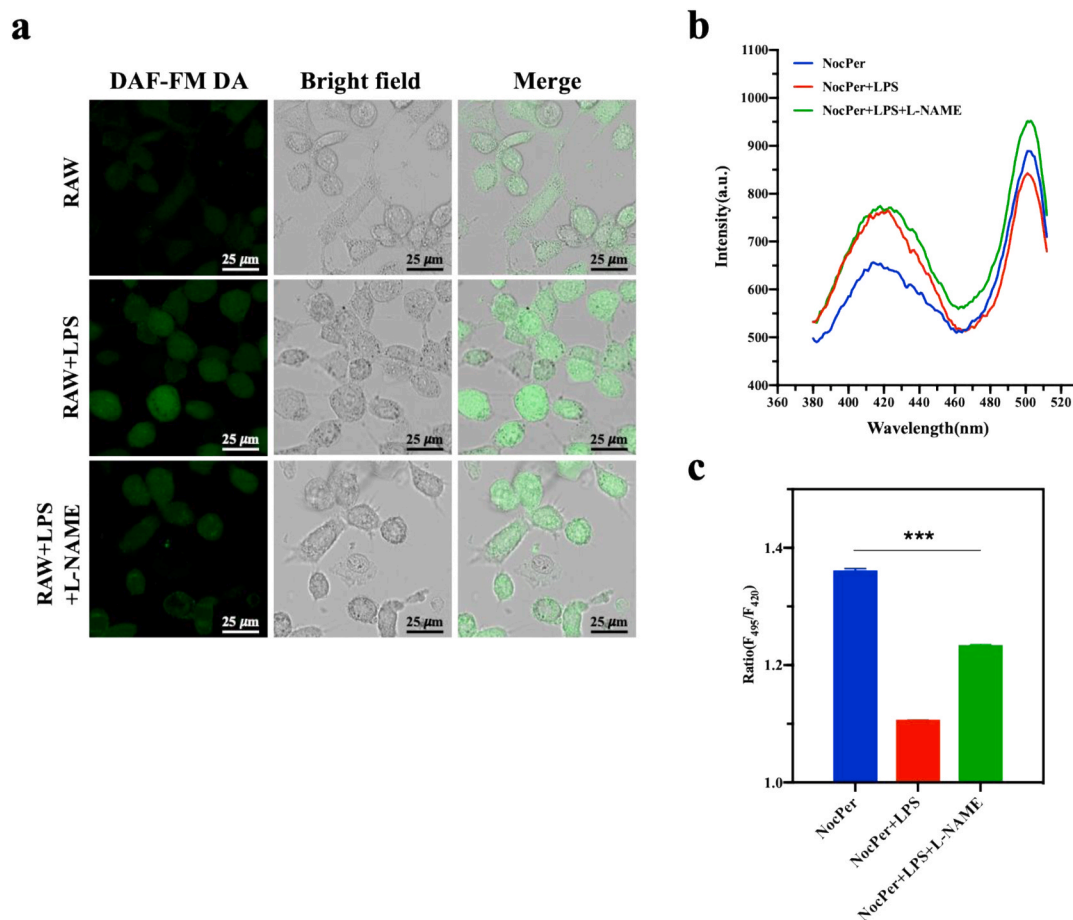 a
DAF-FM DA
Bright field
Merge
RAW
25 μm
25 μm
25 μm
RAW+LPS
25 μm
25 μm
25 μm
RAW+LPS
+L-NAME
25 μm
25 μm
25 μm
b
NocPer
NocPer+LPS
NocPer+LPS+L-NAME
Intensity(a.u.)
1100
1000
900
800
700
600
500
400
360
380
400
420
440
460
480
500
520
Wavelength(nm)
c
***
Ratio(F495/F420)
1.4
1.2
1.0
NocPer
NocPer+LPS
NocPer+LPS+L-NAME